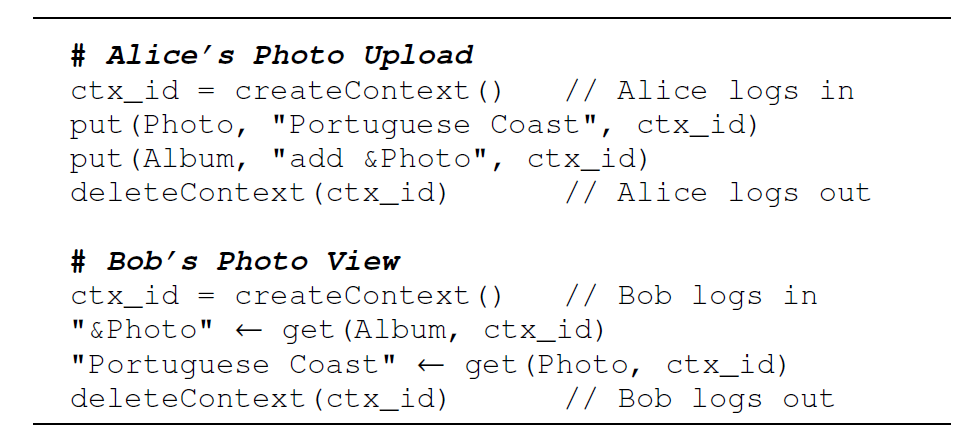 # Alice’s Photo Upload
ctx_id = createContext() // Alice logs in
put(Photo, "Portuguese Coast", ctx_id)
put(Album, "add &Photo", ctx_id)
deleteContext(ctx_id) // Alice logs out
# Bob’s Photo View
ctx_id = createContext() // Bob logs in
"&Photo" ← get(Album, ctx_id)
"Portuguese Coast" ← get(Photo, ctx_id)
deleteContext(ctx_id) // Bob logs out